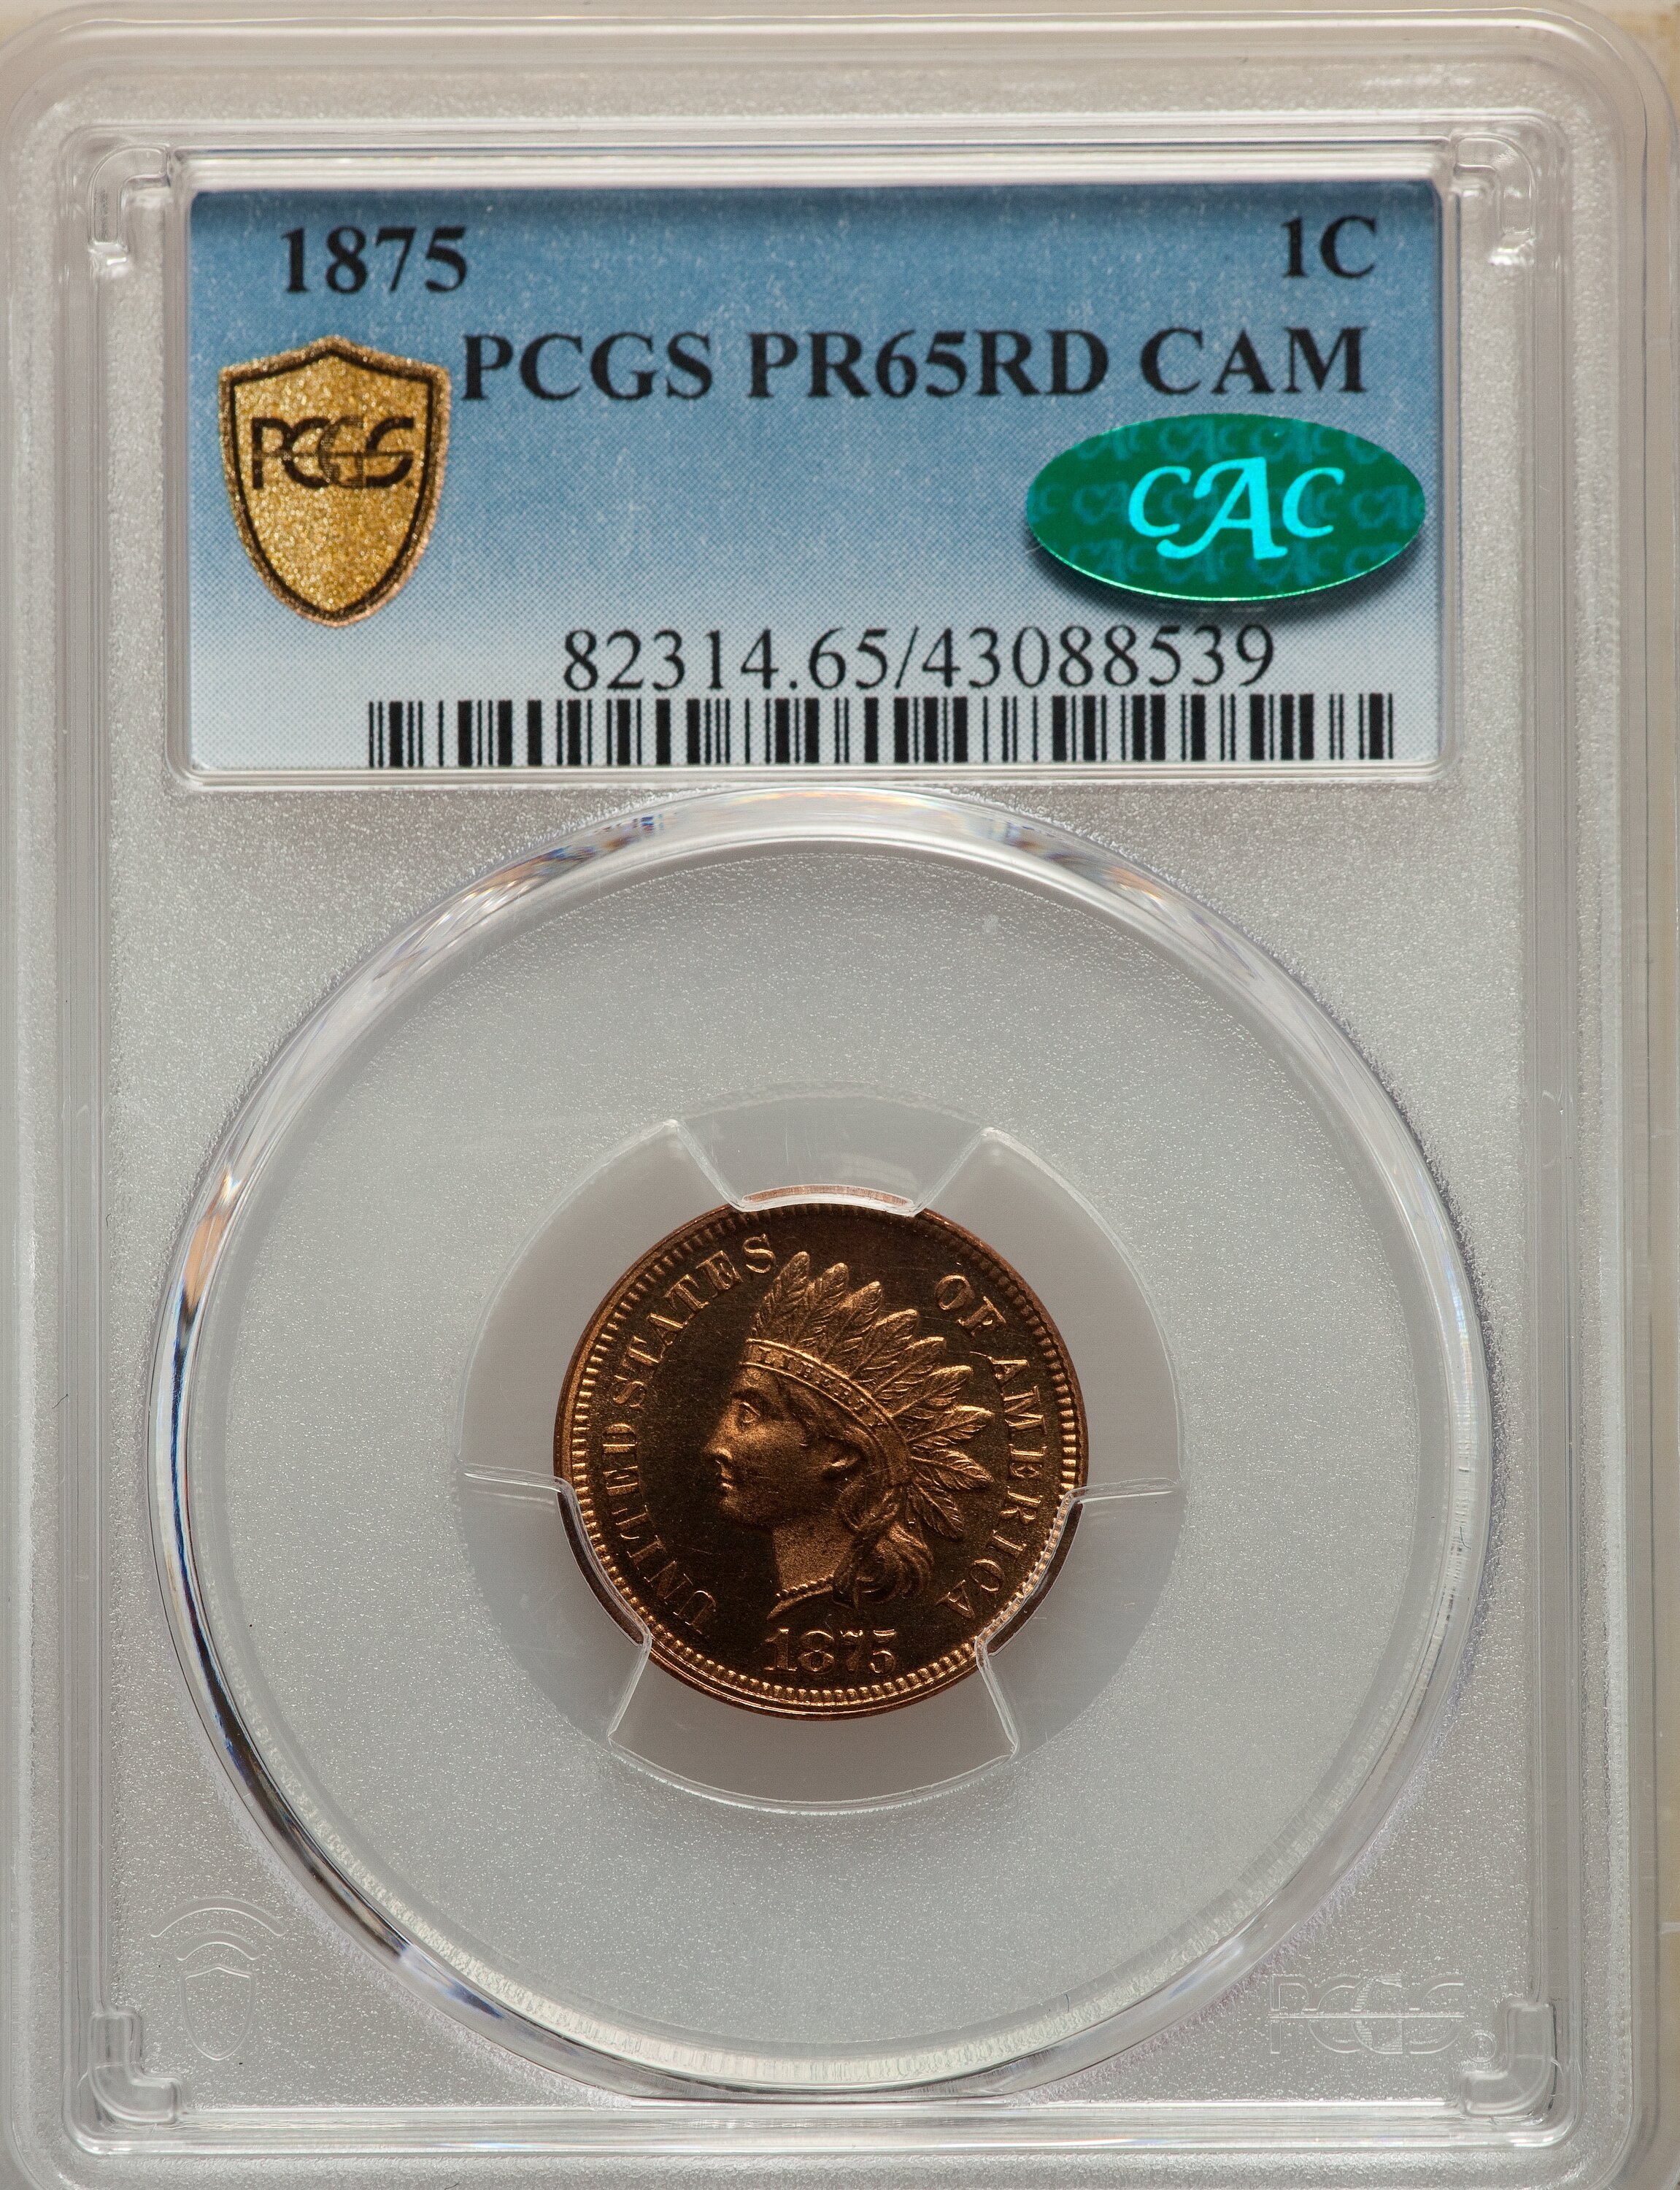 1875 1C
PCGS PR65RD CAM
PCGS
CAC
82314.65/43088539
UNITED STATES OF AMERICA
LIBERTY
1875
PCGS